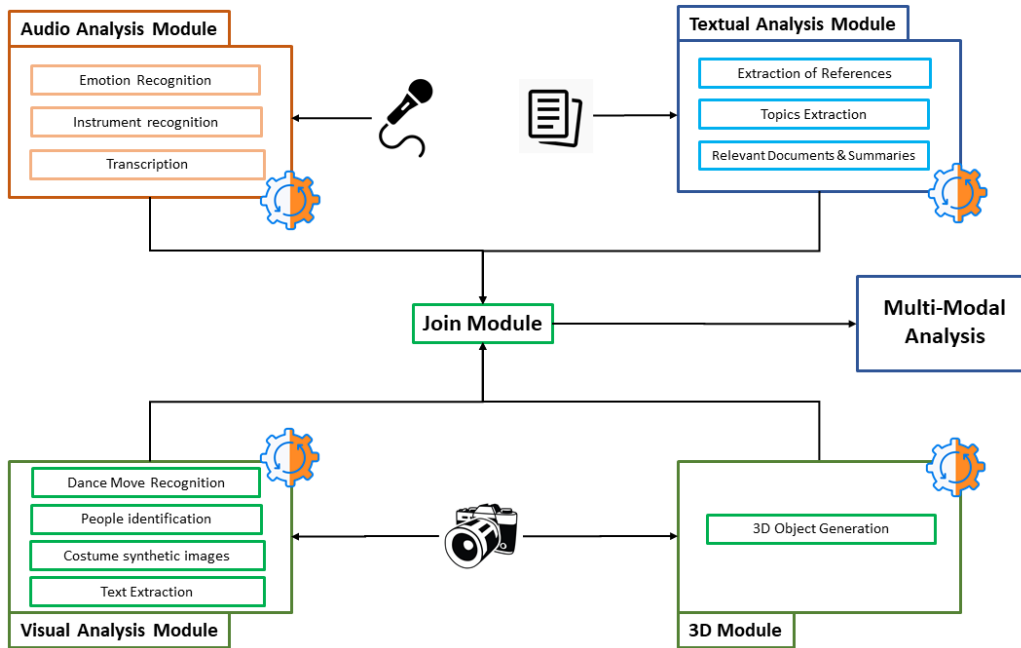 Audio Analysis Module
Emotion Recognition
Instrument recognition
Transcription
Textual Analysis Module
Extraction of References
Topics Extraction
Relevant Documents & Summaries
Join Module
Multi-Modal
Analysis
Dance Move Recognition
People identification
Costume synthetic images
Text Extraction
Visual Analysis Module
3D Object Generation
3D Module